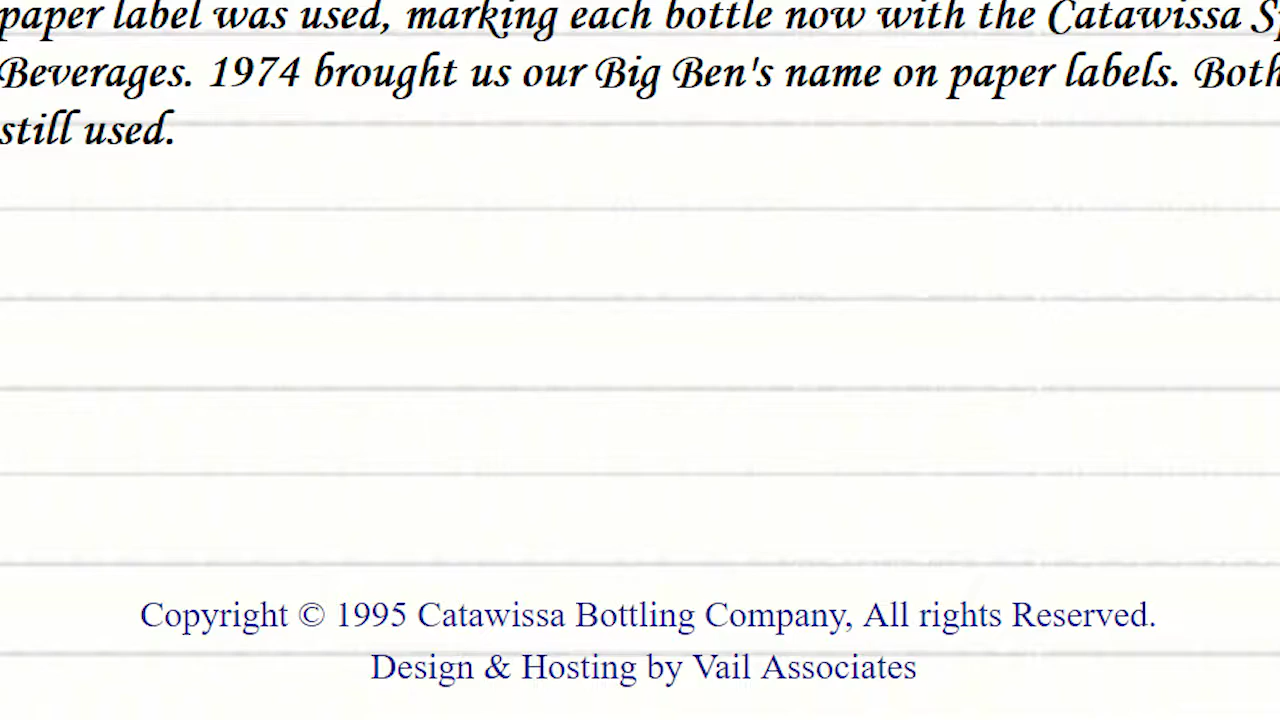 paper label was used, marking each bottle now with the Catawissa
Beverages. 1974 brought us our Big Ben's name on paper labels. Both
still used.
Copyright © 1995 Catawissa Bottling Company, All rights Reserved.
Design & Hosting by Vail Associates